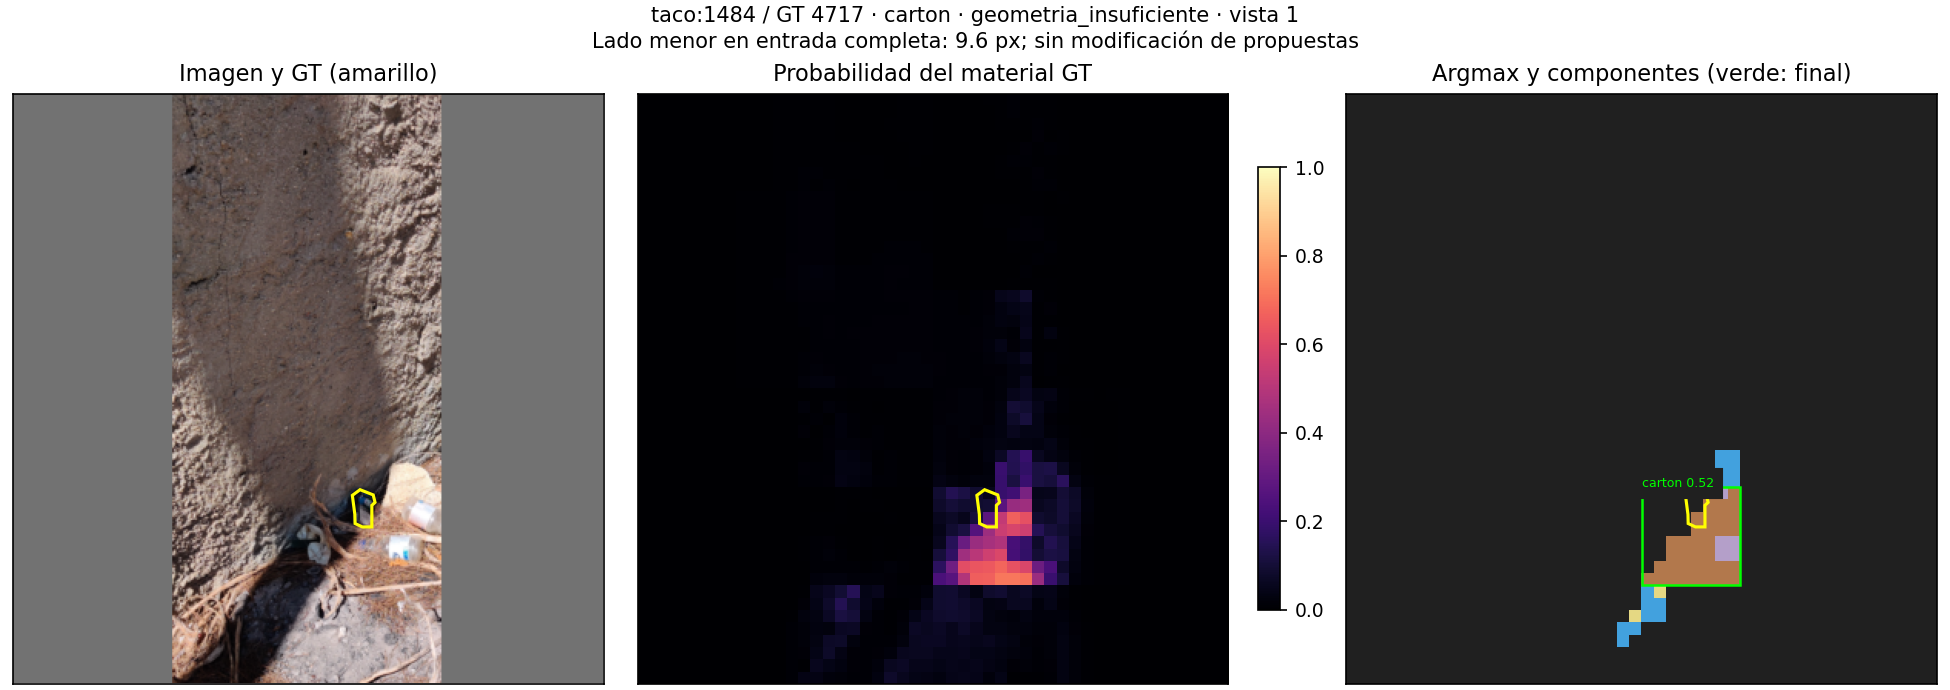 taco:1484 / GT 4717 · carton · geometria_insuficiente · vista 1
Lado menor en entrada completa: 9.6 px; sin modificación de propuestas
Imagen y GT (amarillo)
Probabilidad del material GT
1.0
0.8
0.6
0.4
0.2
0.0
Argmax y componentes (verde: final)
carton 0.52